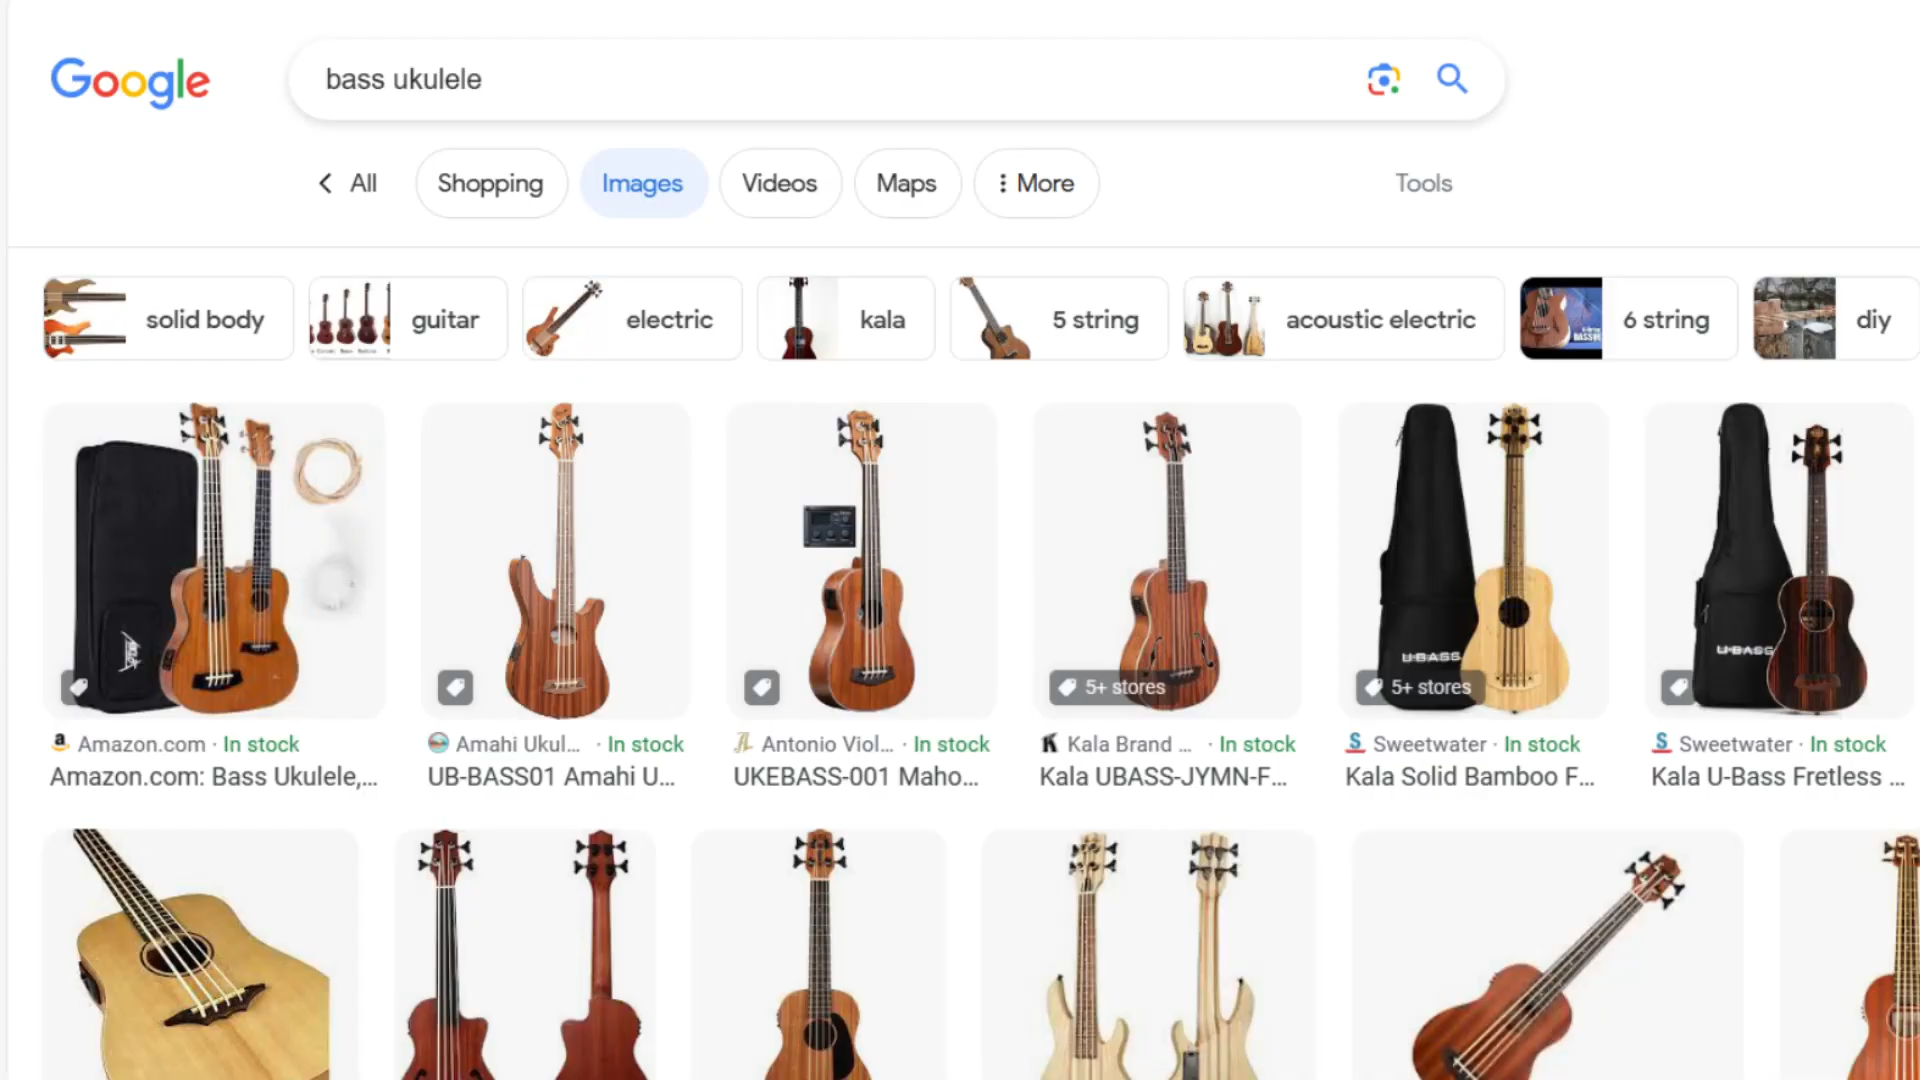 Google
bass ukulele
All
Shopping
Images
Videos
Maps
More
Tools
solid body
guitar
electric
kala
5 string
acoustic electric
6 string
diy
U-BASS
U-BASS
5+ stores
5+ stores
Amazon.com · In stock
Amazon.com: Bass Ukulele,...
Amahi Ukul... · In stock
UB-BASS01 Amahi U...
Antonio Viol... · In stock
UKEBASS-001 Maho...
Kala Brand ... · In stock
Kala UBASS-JYMN-F...
Sweetwater · In stock
Kala Solid Bamboo F...
Sweetwater · In stock
Kala U-Bass Fretless ...